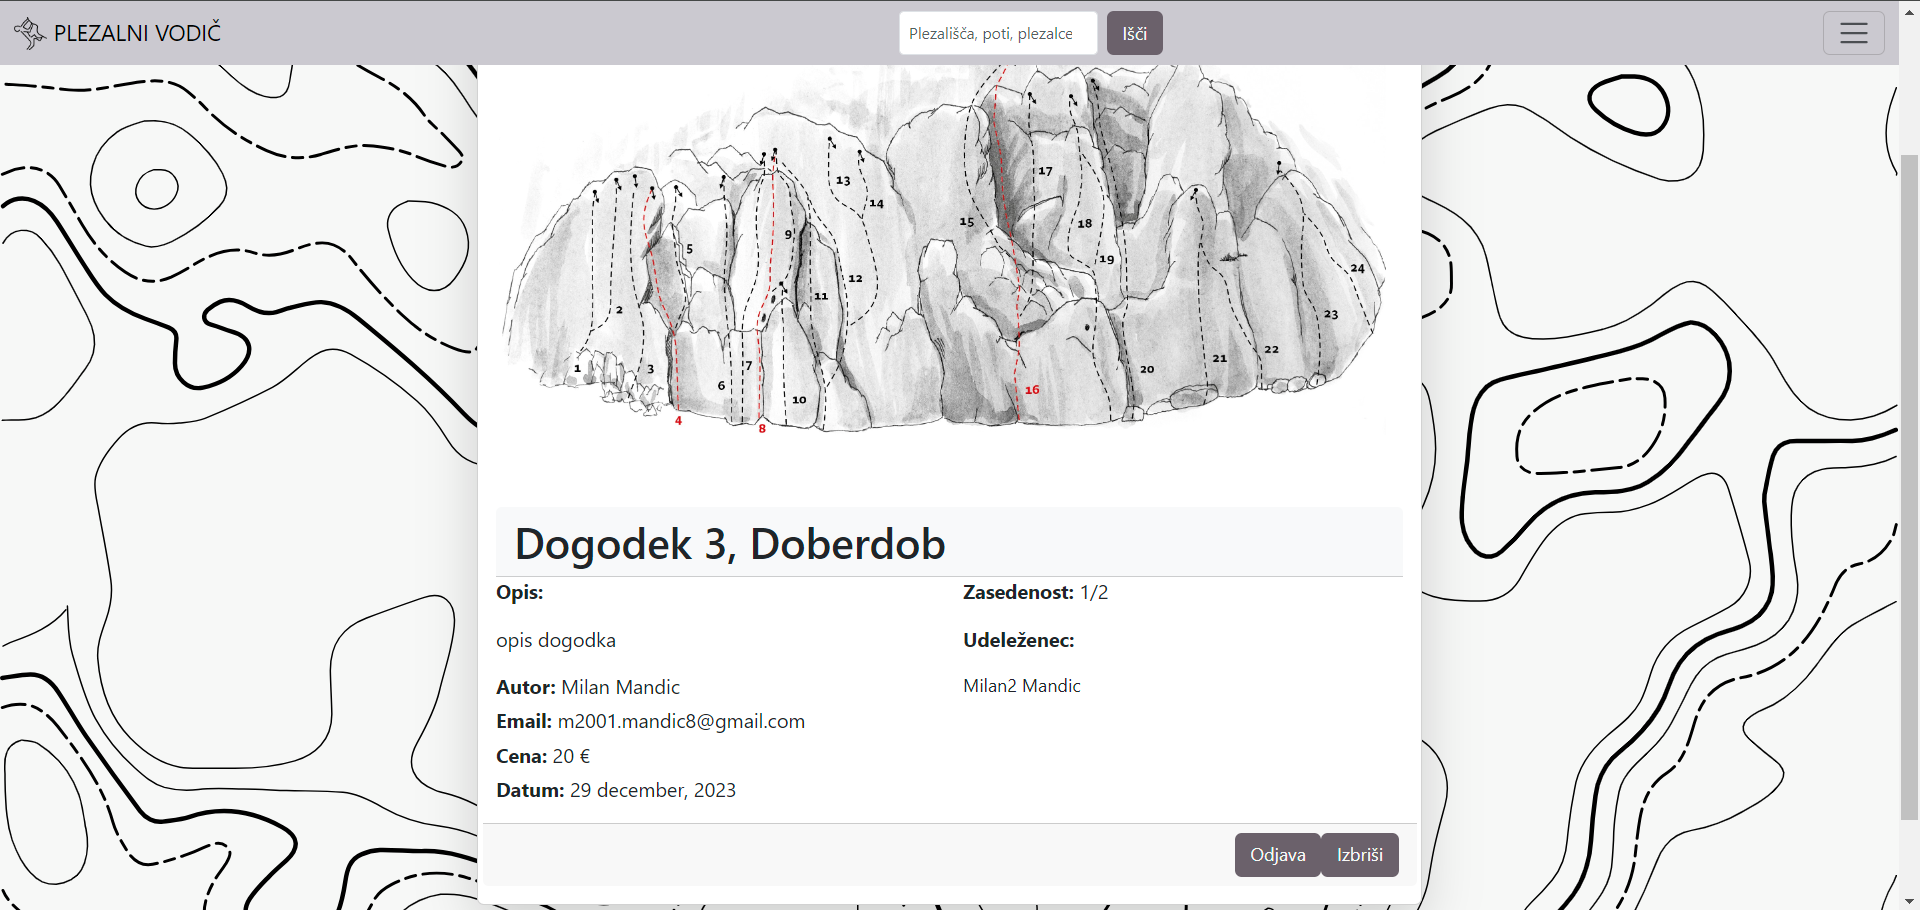 PLEZALNI VODIČ
Plezališča, poti, plezalce
Išči
17
13
14
15
18
9
5
19
12
24
11
2
23
22
21
7
1
3
20
6
16
10
4
8
Dogodek 3, Doberdob
Opis:
opis dogodka
Autor: Milan Mandic
Email: m2001.mandic8@gmail.com
Cena: 20 €
Datum: 29 december, 2023
Zasedenost: 1/2
Udeleženec:
Milan2 Mandic
Odjava
Izbriši